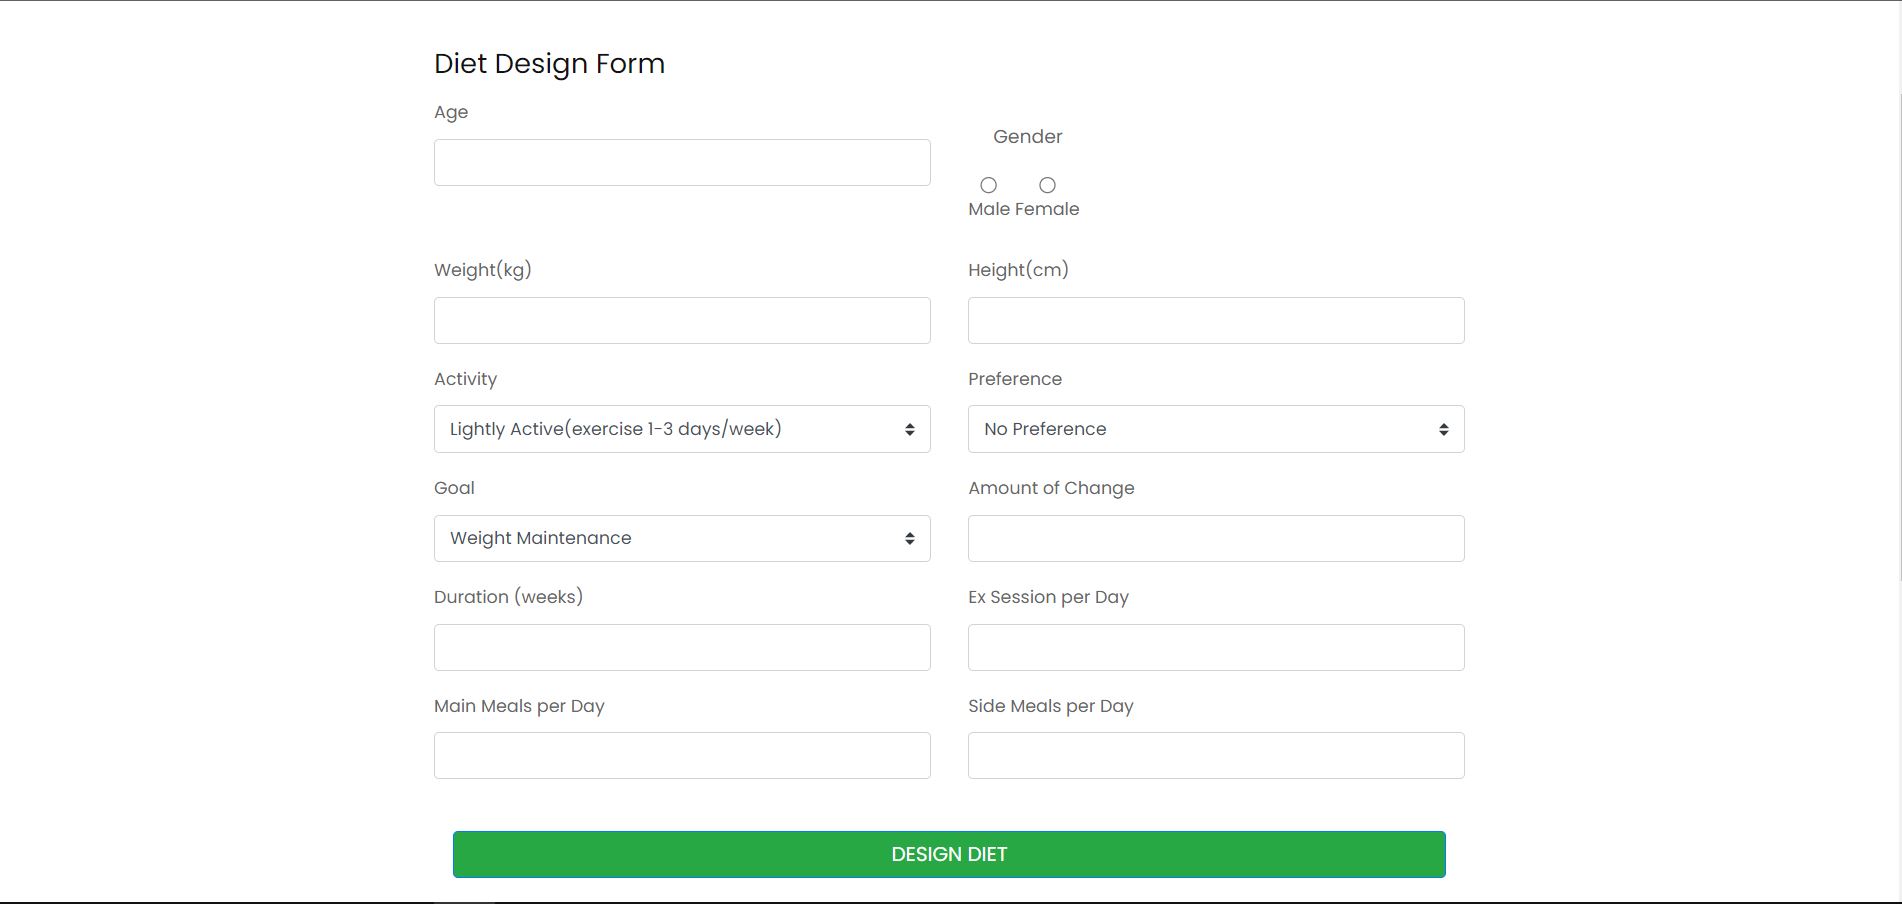 Diet Design Form
Age
Gender
Male Female
Weight(kg)
Height(cm)
Activity
Preference
Lightly Active(exercise 1-3 days/week)
No Preference
Goal
Amount of Change
Weight Maintenance
Duration (weeks)
Ex Session per Day
Main Meals per Day
Side Meals per Day
DESIGN DIET